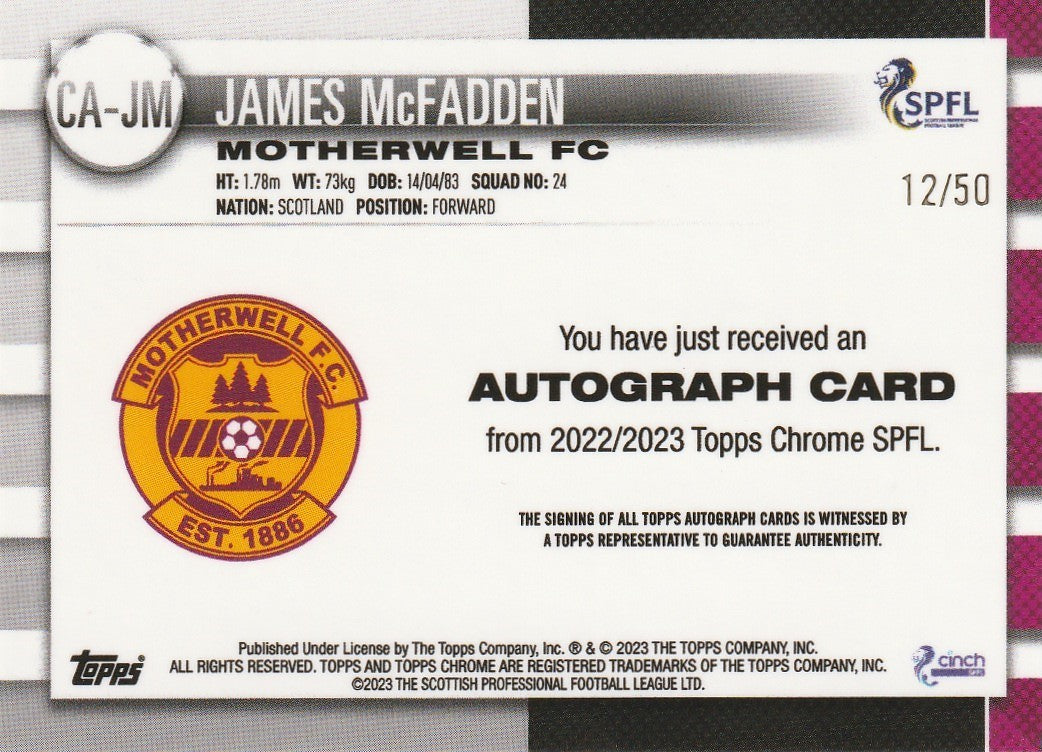 CA-JM
JAMES McFADDEN
SPFL
SCOTTISH PROFESSIONAL
FOOTBALL LEAGUE
MOTHERWELL FC
HT: 1.78m WT: 73kg DOB: 14/04/83 SQUAD NO: 24
NATION: SCOTLAND POSITION: FORWARD
12/50
MOTHERWELL F.C.
EST. 1886
You have just received an
AUTOGRAPH CARD
from 2022/2023 Topps Chrome SPFL.
THE SIGNING OF ALL TOPPS AUTOGRAPH CARDS IS WITNESSED BY
A TOPPS REPRESENTATIVE TO GUARANTEE AUTHENTICITY.
topps
Published Under License by The Topps Company, Inc. ® & © 2023 THE TOPPS COMPANY, INC.
ALL RIGHTS RESERVED. TOPPS AND TOPPS CHROME ARE REGISTERED TRADEMARKS OF THE TOPPS COMPANY, INC.
©2023 THE SCOTTISH PROFESSIONAL FOOTBALL LEAGUE LTD.
cinch